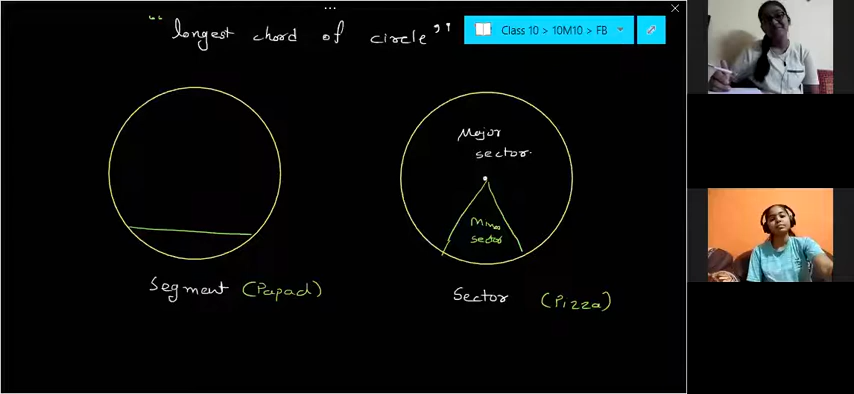 “ longest chord of circle ”
Class 10 > 10M10 > FB
Major
sector.
Minor
sector
Segment (Papad)
Sector (Pizza)